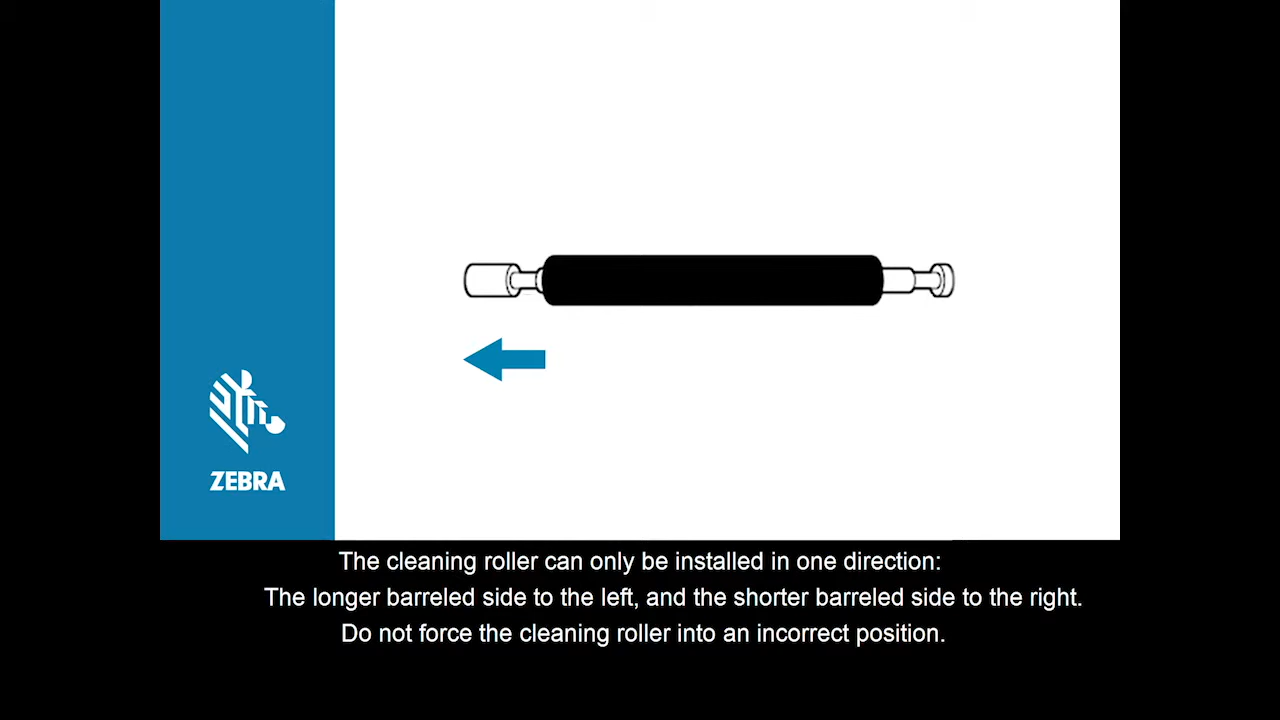 ZEBRA
The cleaning roller can only be installed in one direction:
The longer barreled side to the left, and the shorter barreled side to the right.
Do not force the cleaning roller into an incorrect position.